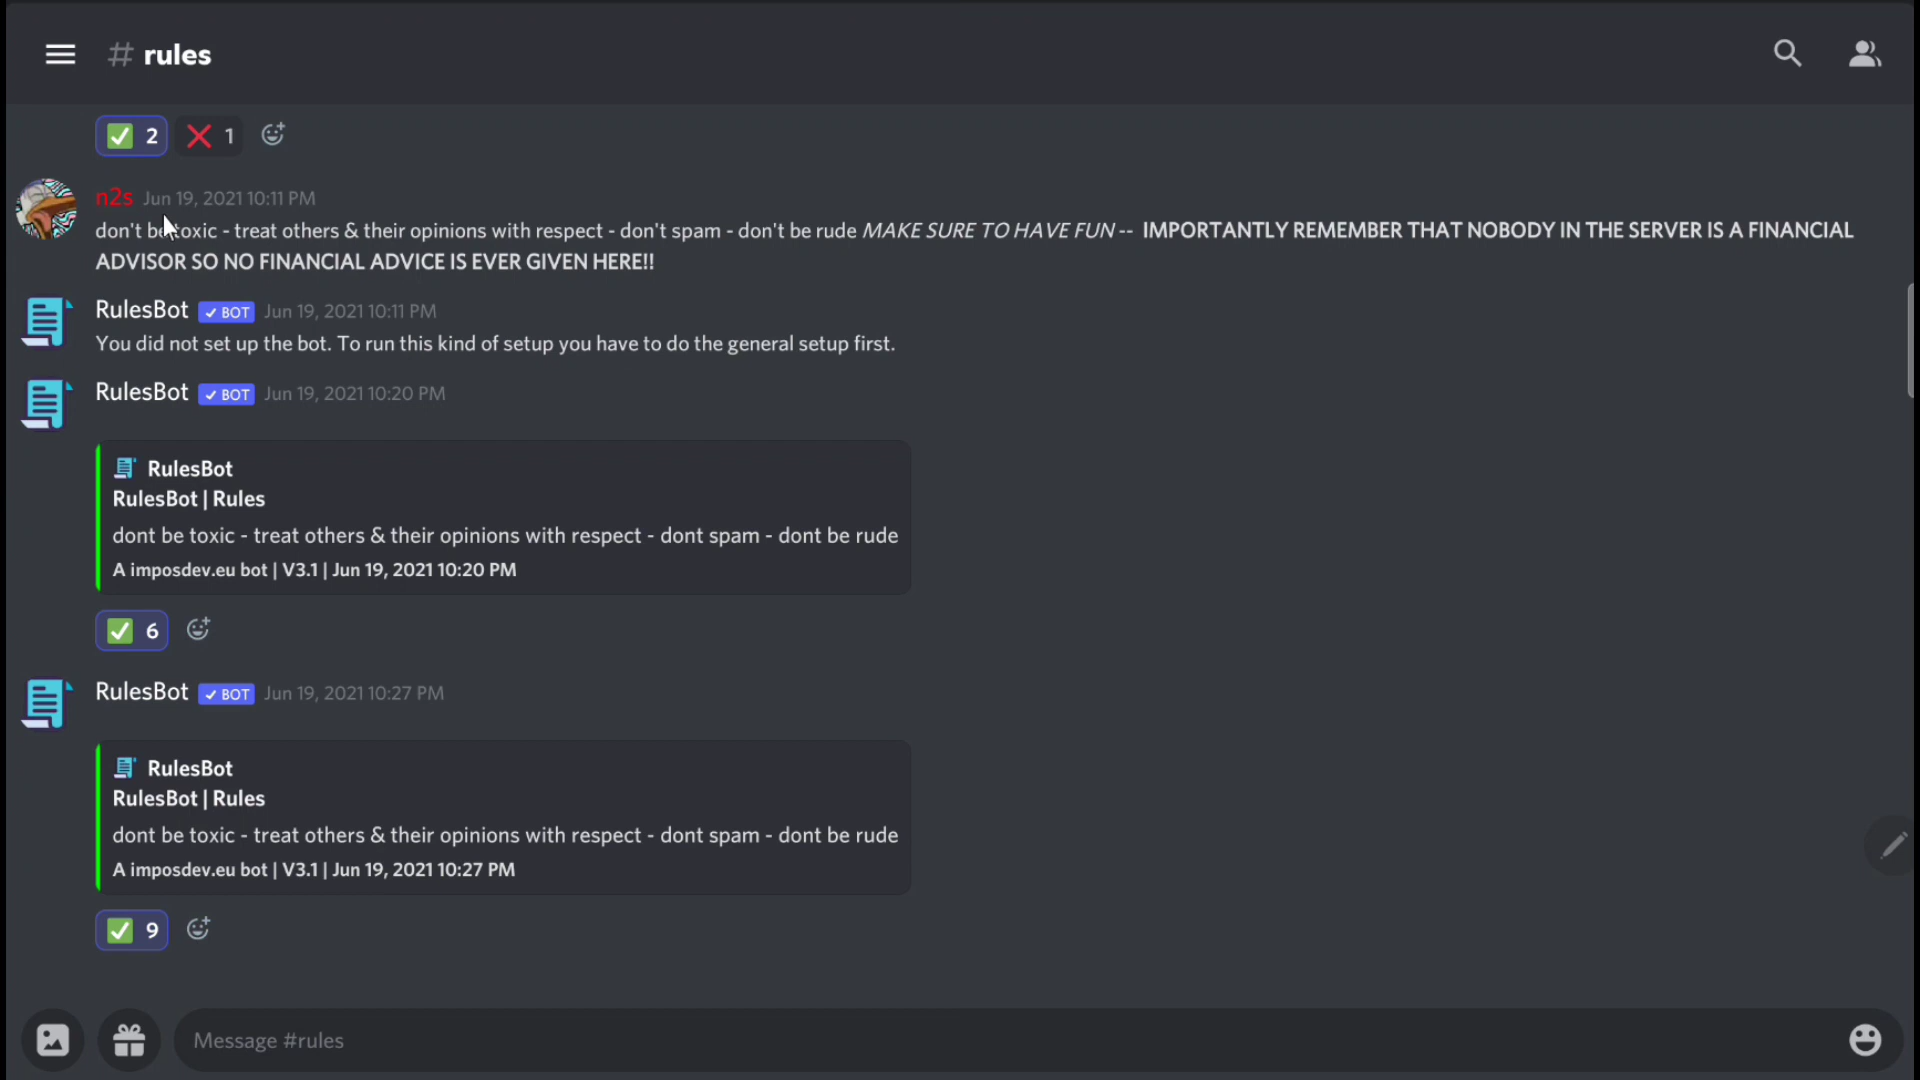 # rules
2 1
n2s Jun 19, 2021 10:11 PM
don't be toxic - treat others & their opinions with respect - don't spam - don't be rude MAKE SURE TO HAVE FUN -- IMPORTANTLY REMEMBER THAT NOBODY IN THE SERVER IS A FINANCIAL
ADVISOR SO NO FINANCIAL ADVICE IS EVER GIVEN HERE!!
RulesBot BOT Jun 19, 2021 10:11 PM
You did not set up the bot. To run this kind of setup you have to do the general setup first.
RulesBot BOT Jun 19, 2021 10:20 PM
RulesBot
RulesBot | Rules
dont be toxic - treat others & their opinions with respect - dont spam - dont be rude
A imposdev.eu bot | V3.1 | Jun 19, 2021 10:20 PM
6
RulesBot BOT Jun 19, 2021 10:27 PM
RulesBot
RulesBot | Rules
dont be toxic - treat others & their opinions with respect - dont spam - dont be rude
A imposdev.eu bot | V3.1 | Jun 19, 2021 10:27 PM
9
Message #rules